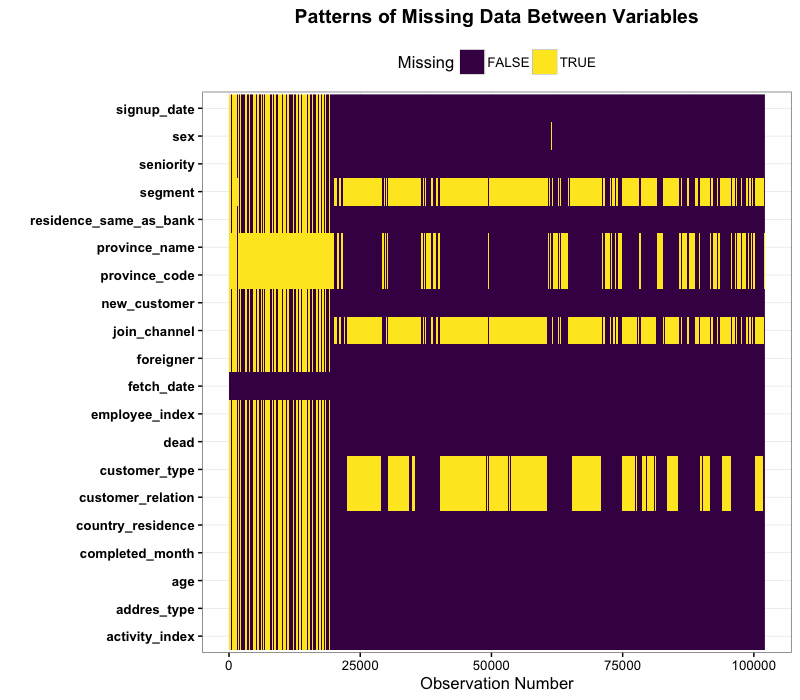 Patterns of Missing Data Between Variables
Missing FALSE TRUE
signup_date
sex
seniority
segment
residence_same_as_bank
province_name
province_code
new_customer
join_channel
foreigner
fetch_date
employee_index
dead
customer_type
customer_relation
country_residence
completed_month
age
addres_type
activity_index
0 25000 50000 75000 100000
Observation Number